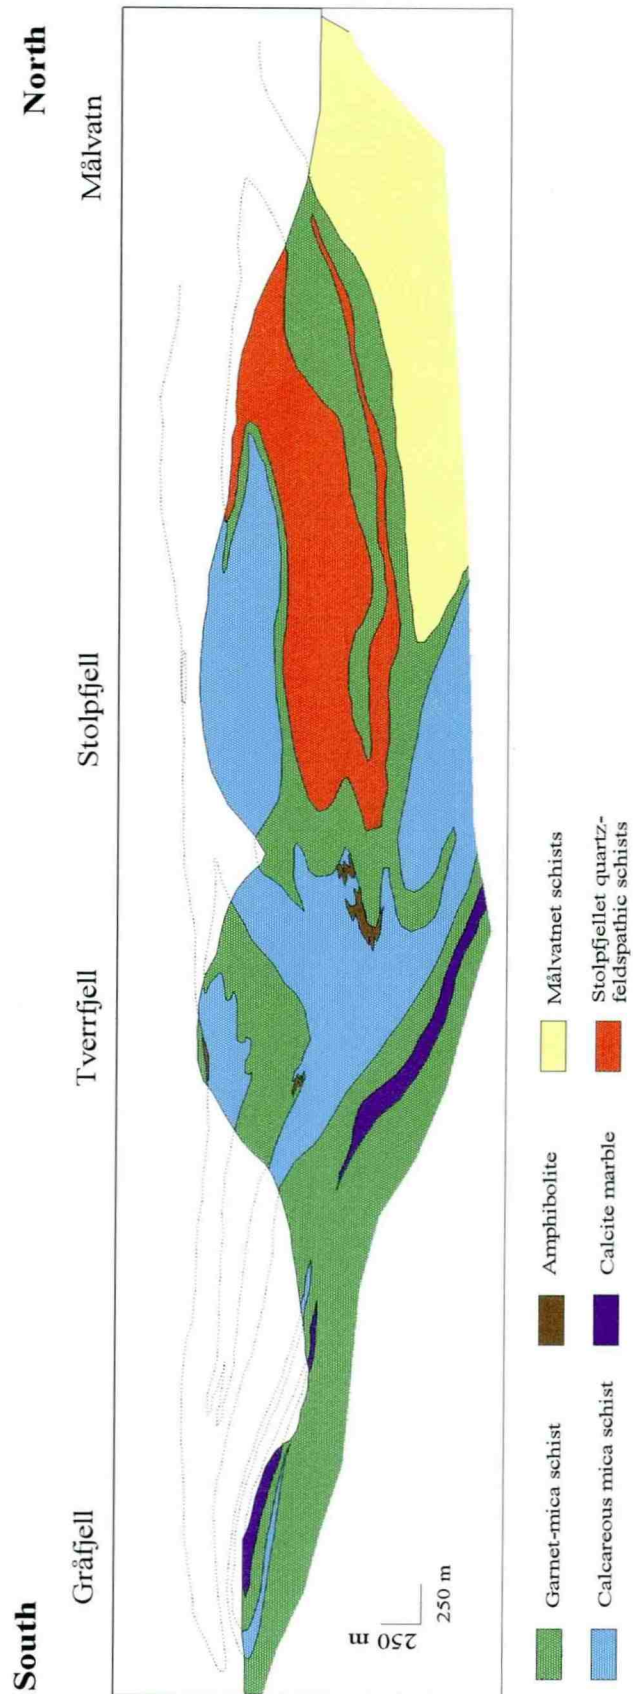 South
North
Gråfjell
Tverrfjell
Stolpfjell
Målvatn
250 m
250 m
Garnet-mica schist
Amphibolite
Målvatnet schists
Calcareous mica schist
Calcite marble
Stolpfjellet quartz-
feldspathic schists